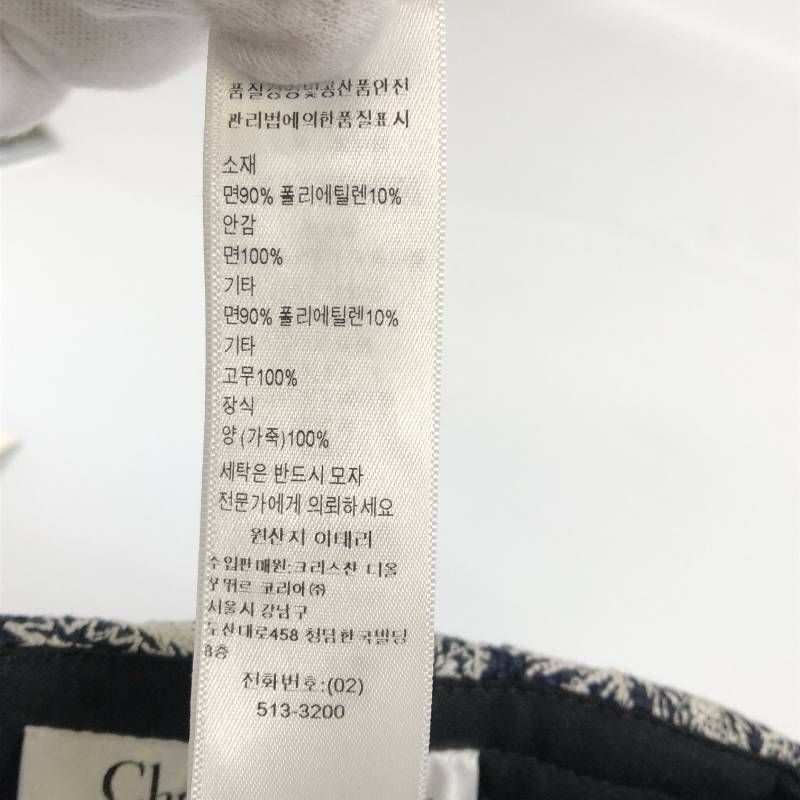 품질경영및공산품안전
관리법에의한품질표시
소재
면90% 폴리에틸렌10%
안감
면100%
기타
면90% 폴리에틸렌10%
기타
고무100%
장식
양(가죽)100%
세탁은 반드시 모자
전문가에게 의뢰하세요
원산지 이태리
수입판매원:크리스찬 디올
꾸뛰르 코리아㈜
서울시 강남구
도산대로458 청담한국빌딩
8층
전화번호:(02)
513-3200
Ch